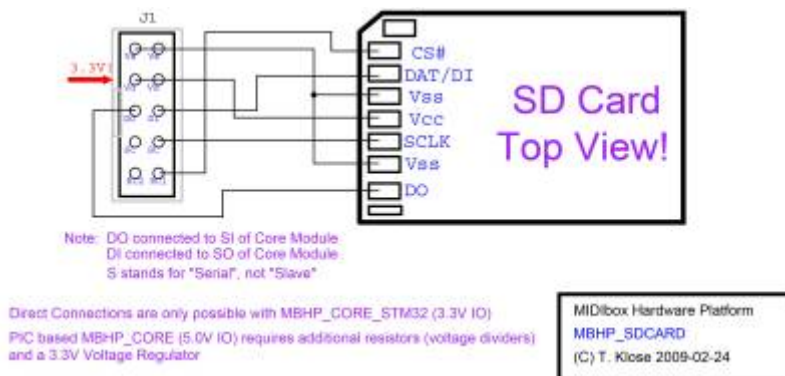 J1
3.3V!
CS#
DAT/DI
Vss
Vcc
SCLK
Vss
DO
SD Card
Top View!
Note: DO connected to SI of Core Module
DI connected to SO of Core Module
S stands for "Serial", not "Slave"
Direct Connections are only possible with MBHP_CORE_STM32 (3.3V IO)
PIC based MBHP_CORE (5.0V IO) requires additional resistors (voltage dividers)
and a 3.3V Voltage Regulator
MIDIbox Hardware Platform
MBHP_SDCARD
(C) T. Klose 2009-02-24